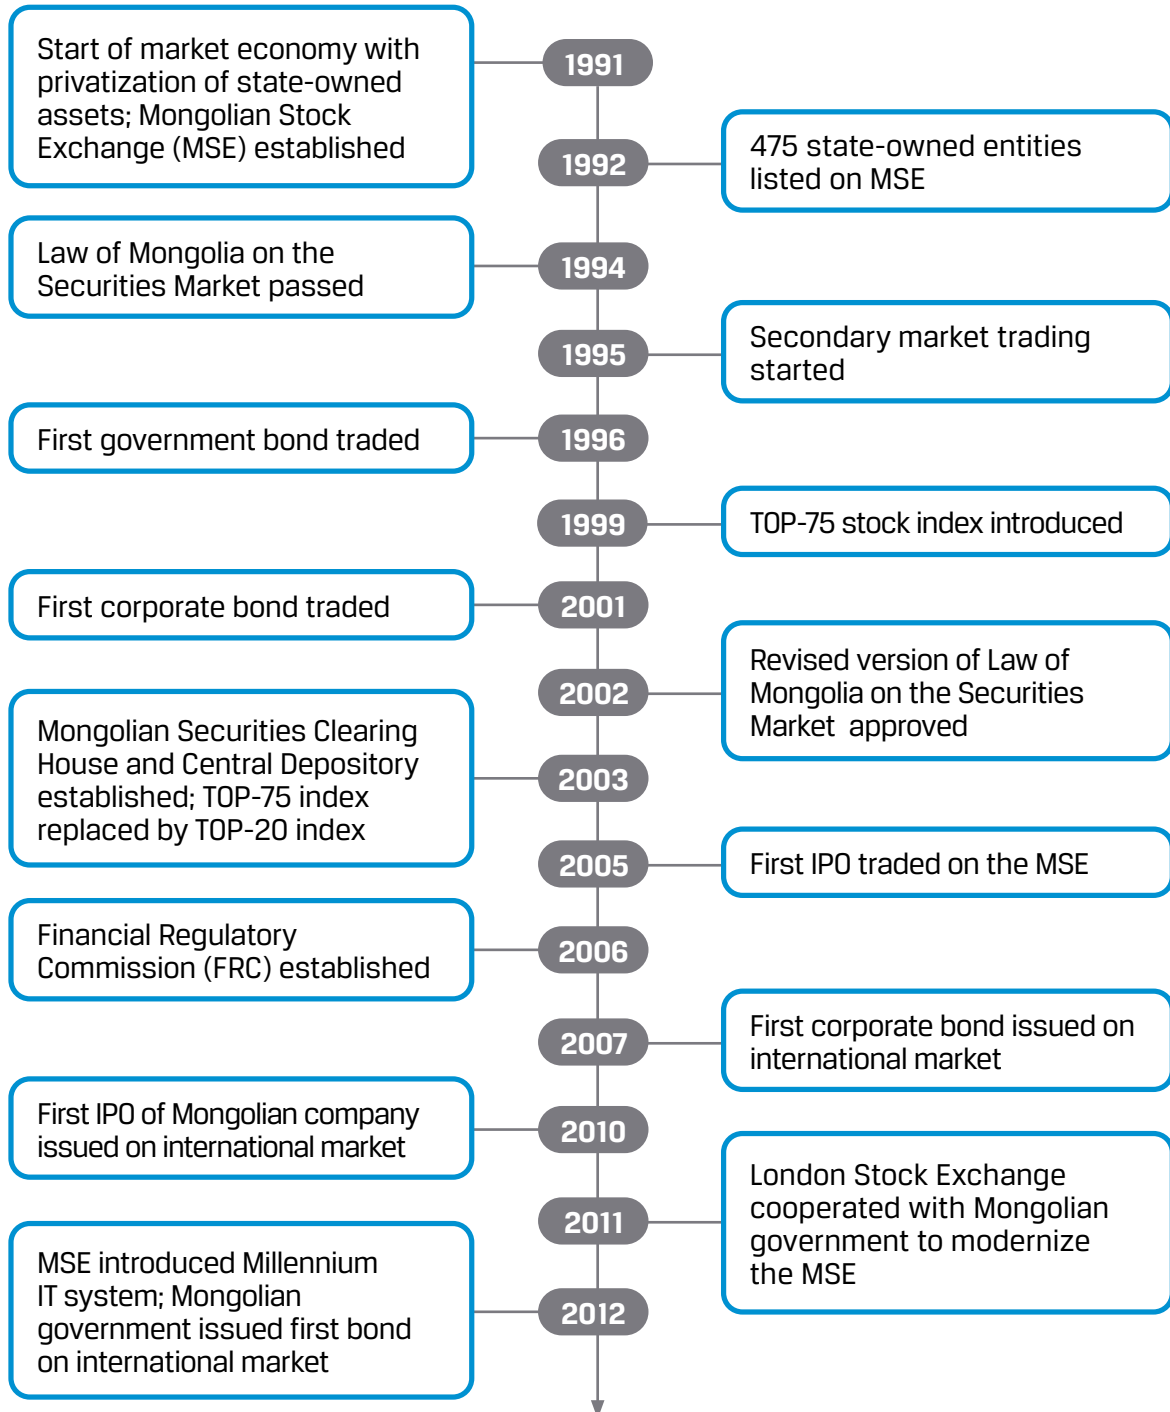 Start of market economy with
privatization of state-owned
assets; Mongolian Stock
Exchange (MSE) established
1991
1992
475 state-owned entities
listed on MSE
Law of Mongolia on the
Securities Market passed
1994
1995
Secondary market trading
started
First government bond traded
1996
1999
TOP-75 stock index introduced
First corporate bond traded
2001
2002
Revised version of Law of
Mongolia on the Securities
Market approved
Mongolian Securities Clearing
House and Central Depository
established; TOP-75 index
replaced by TOP-20 index
2003
2005
First IPO traded on the MSE
Financial Regulatory
Commission (FRC) established
2006
2007
First corporate bond issued on
international market
First IPO of Mongolian company
issued on international market
2010
2011
London Stock Exchange
cooperated with Mongolian
government to modernize
the MSE
MSE introduced Millennium
IT system; Mongolian
government issued first bond
on international market
2012